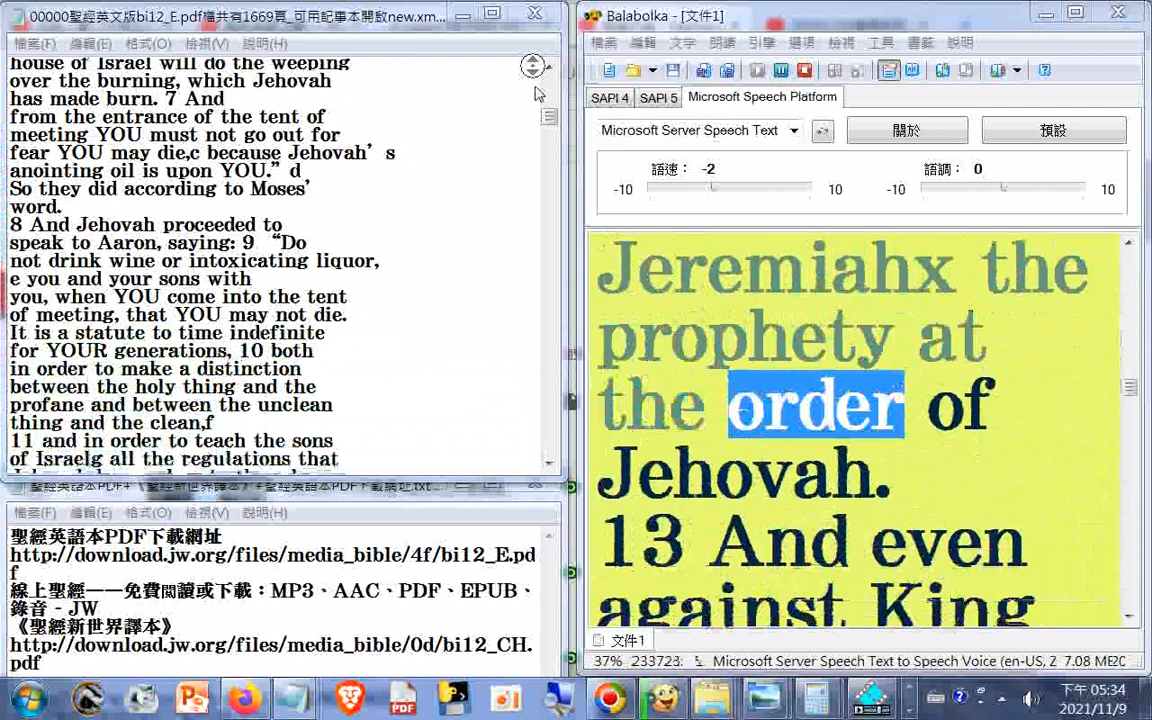 00000聖經英文版bi12_E.pdf檔共有1669頁_可用記事本開啟new.xm...
檔案(F) 編輯(E) 格式(O) 檢視(V) 說明(H)
house of Israel will do the weeping
over the burning, which Jehovah
has made burn. 7 And
from the entrance of the tent of
meeting YOU must not go out for
fear YOU may die,c because Jehovah’s
anointing oil is upon YOU.” d
So they did according to Moses’
word.
8 And Jehovah proceeded to
speak to Aaron, saying: 9 “Do
not drink wine or intoxicating liquor,
e you and your sons with
you, when YOU come into the tent
of meeting, that YOU may not die.
It is a statute to time indefinite
for YOUR generations, 10 both
in order to make a distinction
between the holy thing and the
profane and between the unclean
thing and the clean,f
11 and in order to teach the sons
of Israelg all the regulations that
檔案(F) 編輯(E) 格式(O) 檢視(V) 說明(H)
聖經英語本PDF下載網址
http://download.jw.org/files/media_bible/4f/bi12_E.pd
f
線上聖經——免費閱讀或下載：MP3、AAC、PDF、EPUB、
錄音 - JW
《聖經新世界譯本》
http://download.jw.org/files/media_bible/0d/bi12_CH.
pdf
Balabolka - [文件1]
檔案 編輯 文字 閱讀 引擎 選項 檢視 工具 書籤 說明
SAPI 4 SAPI 5 Microsoft Speech Platform
Microsoft Server Speech Text 關於 預設
語速： -2 語調： 0
-10 10 -10 10
Jeremiahx the
prophety at
the order of
Jehovah.
13 And even
against King
文件1
37% Microsoft Server Speech Text to Speech Voice (en-US, Z 7.08 ME
下午 05:34
2021/11/9